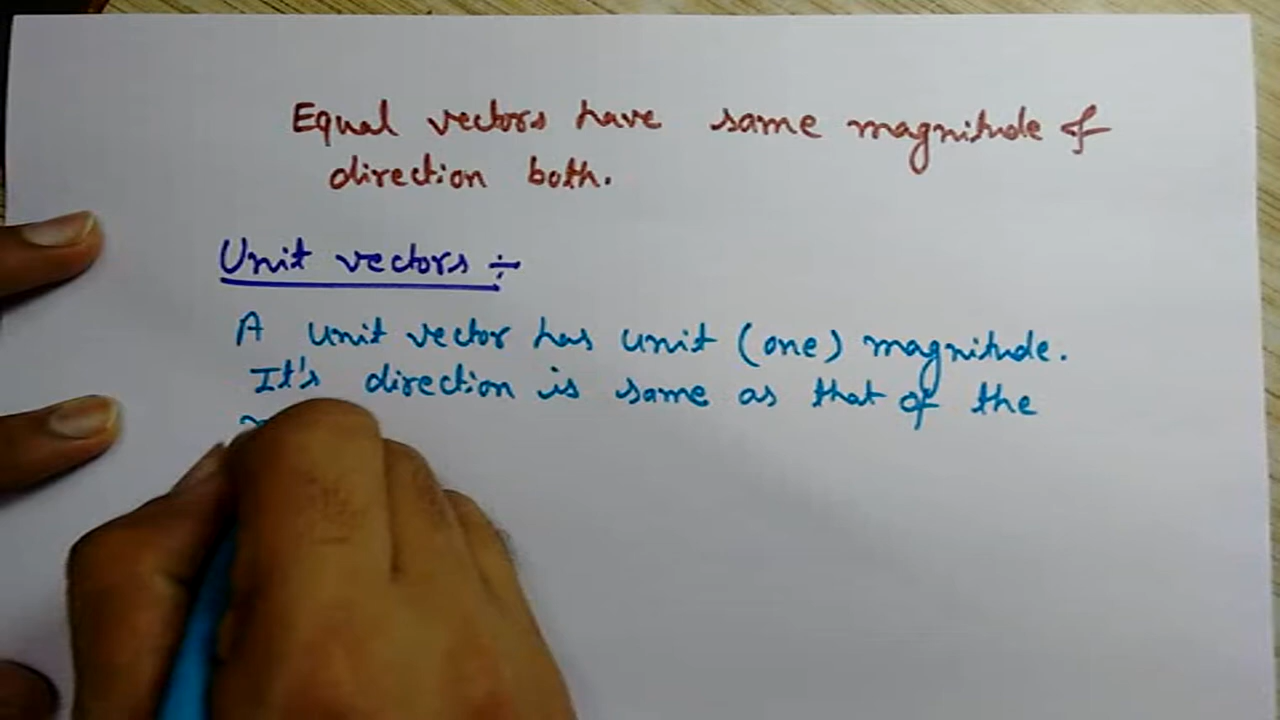 Equal vectors have same magnitude &
direction both.
Unit vectors ÷
A unit vector has unit (one) magnitude.
It's direction is same as that of the